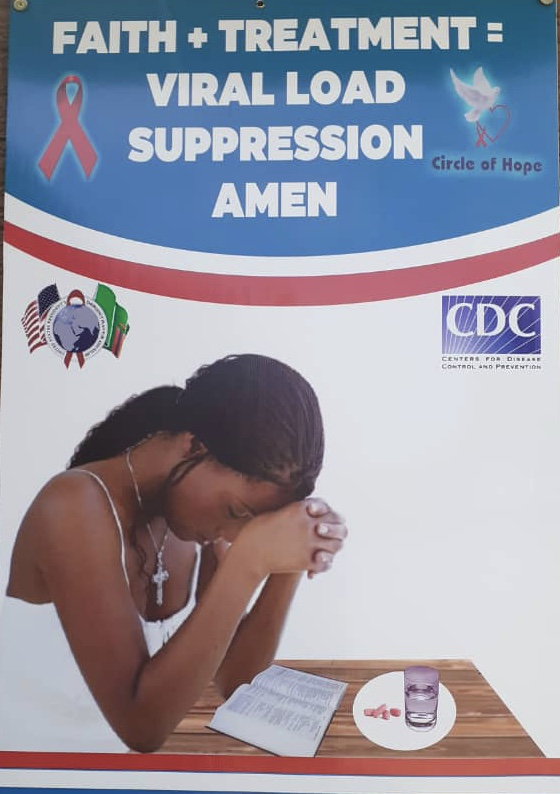 FAITH + TREATMENT =
VIRAL LOAD
SUPPRESSION
AMEN
Circle of Hope
CDC
CENTERS FOR DISEASE
CONTROL AND PREVENTION